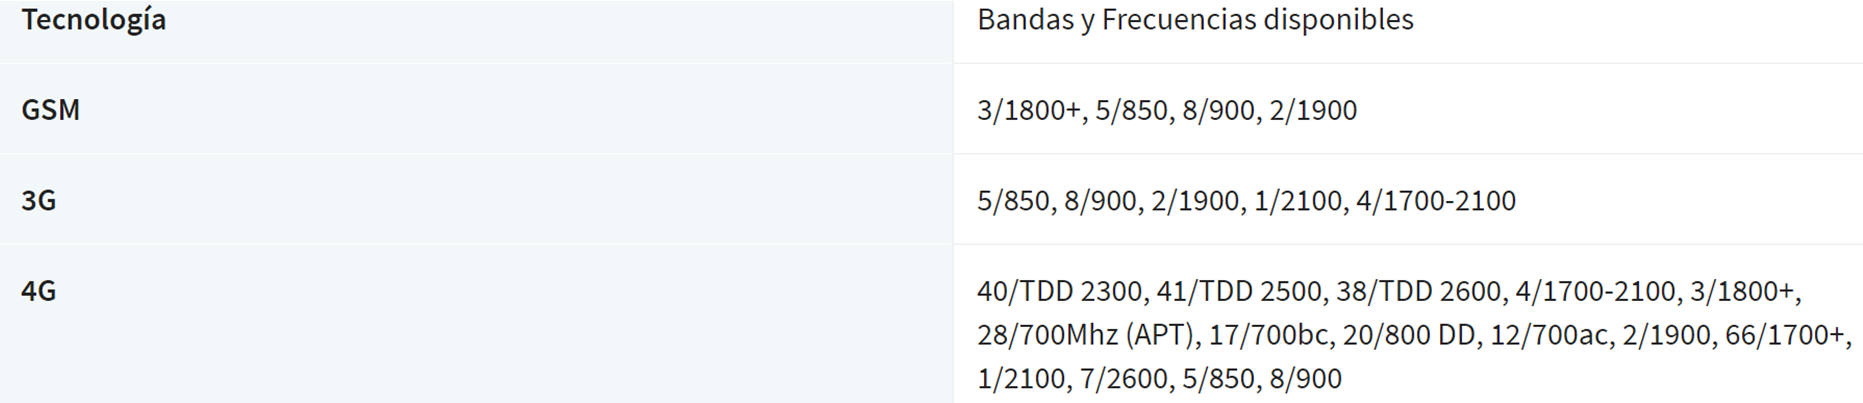 Tecnología
Bandas y Frecuencias disponibles
GSM
3/1800+, 5/850, 8/900, 2/1900
3G
5/850, 8/900, 2/1900, 1/2100, 4/1700-2100
4G
40/TDD 2300, 41/TDD 2500, 38/TDD 2600, 4/1700-2100, 3/1800+,
28/700Mhz (APT), 17/700bc, 20/800 DD, 12/700ac, 2/1900, 66/1700+,
1/2100, 7/2600, 5/850, 8/900